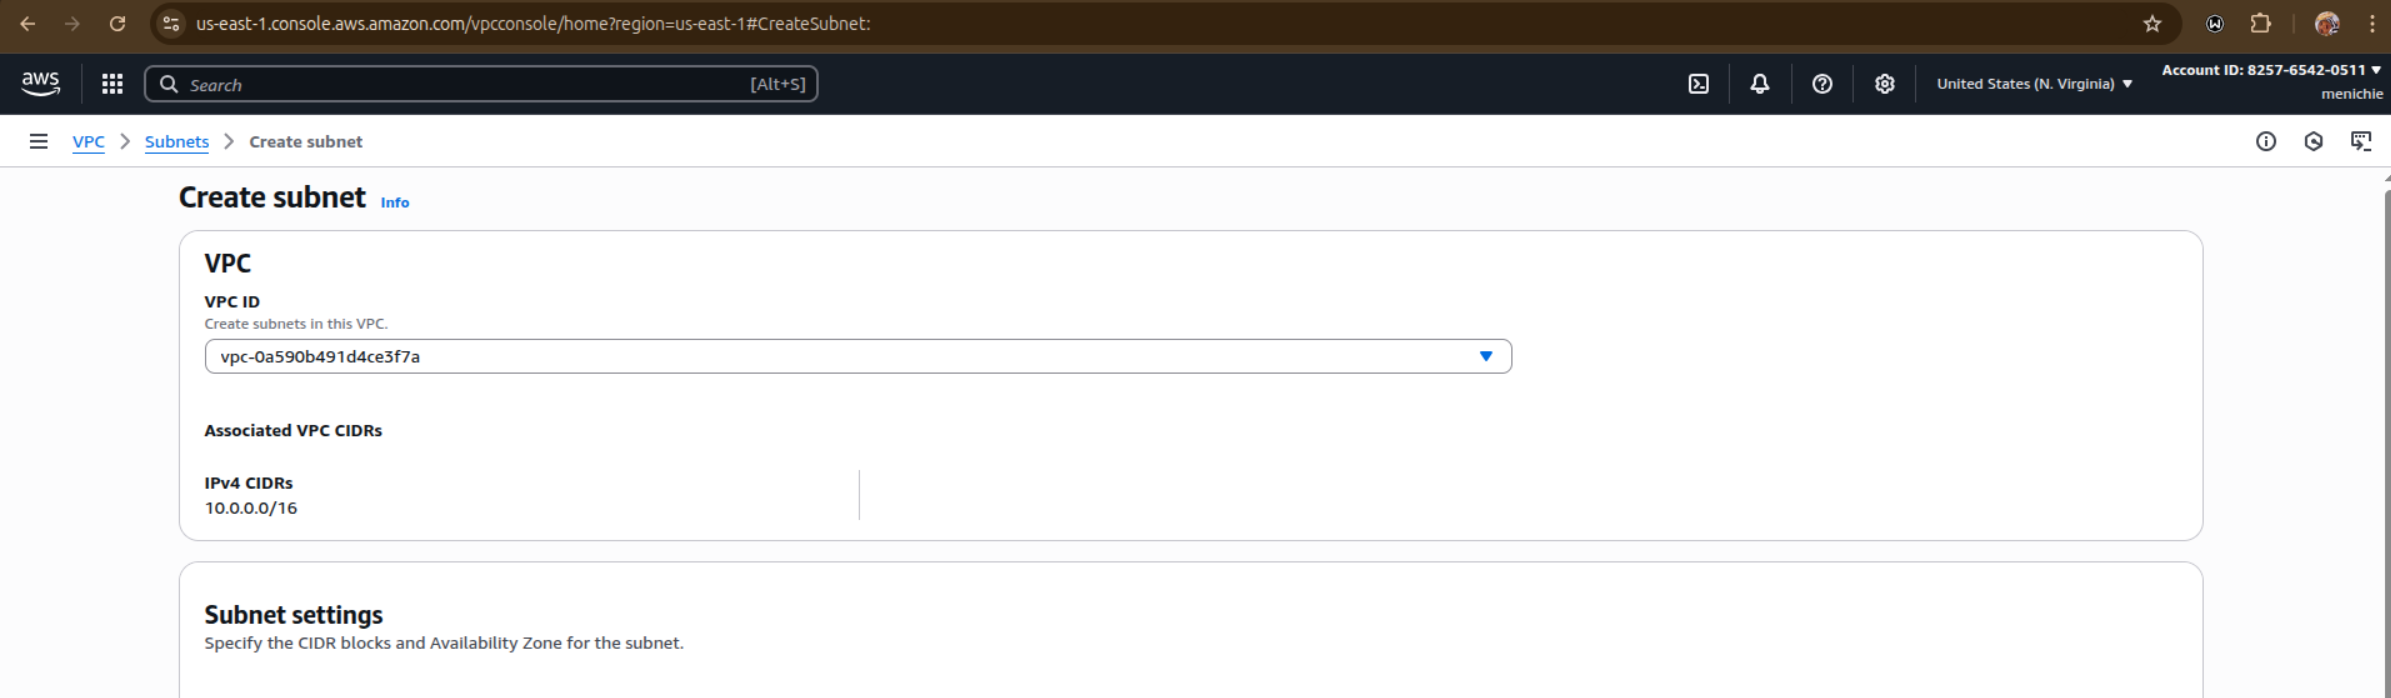 us-east-1.console.aws.amazon.com/vpcconsole/home?region=us-east-1#CreateSubnet:
aws
Search [Alt+S]
United States (N. Virginia) ▼
Account ID: 8257-6542-0511 ▼
menichie
VPC > Subnets > Create subnet
Create subnet Info
VPC
VPC ID
Create subnets in this VPC.
vpc-0a590b491d4ce3f7a
Associated VPC CIDRs
IPv4 CIDRs
10.0.0.0/16
Subnet settings
Specify the CIDR blocks and Availability Zone for the subnet.